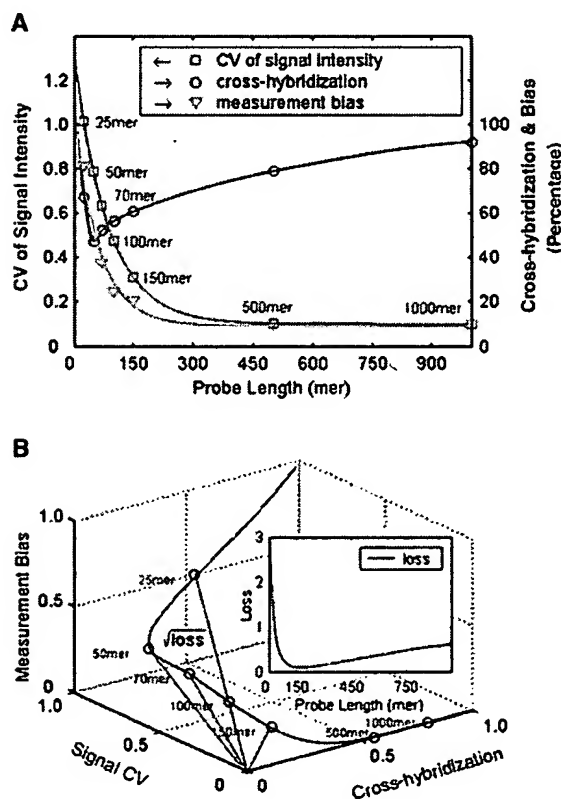 A
CV of signal intensity
cross-hybridization
measurement bias
CV of Signal Intensity
1.2
1.0
0.8
0.6
0.4
0.2
0
100
80
60
40
20
10
0
Cross-hybridization & Bias
(Percentage)
25mer
50mer
70mer
100mer
150mer
500mer
1000mer
0 150 300 450 600 750 900
Probe Length (mer)
B
Measurement Bias
1.0
0.5
0
1.0
0.5
0
Signal CV
0
0.5
1.0
Cross-hybridization
25mer
50mer
70mer
100mer
150mer
500mer
1000mer
√loss
loss
Loss
3
2
1
0
150 450 750
Probe Length (mer)